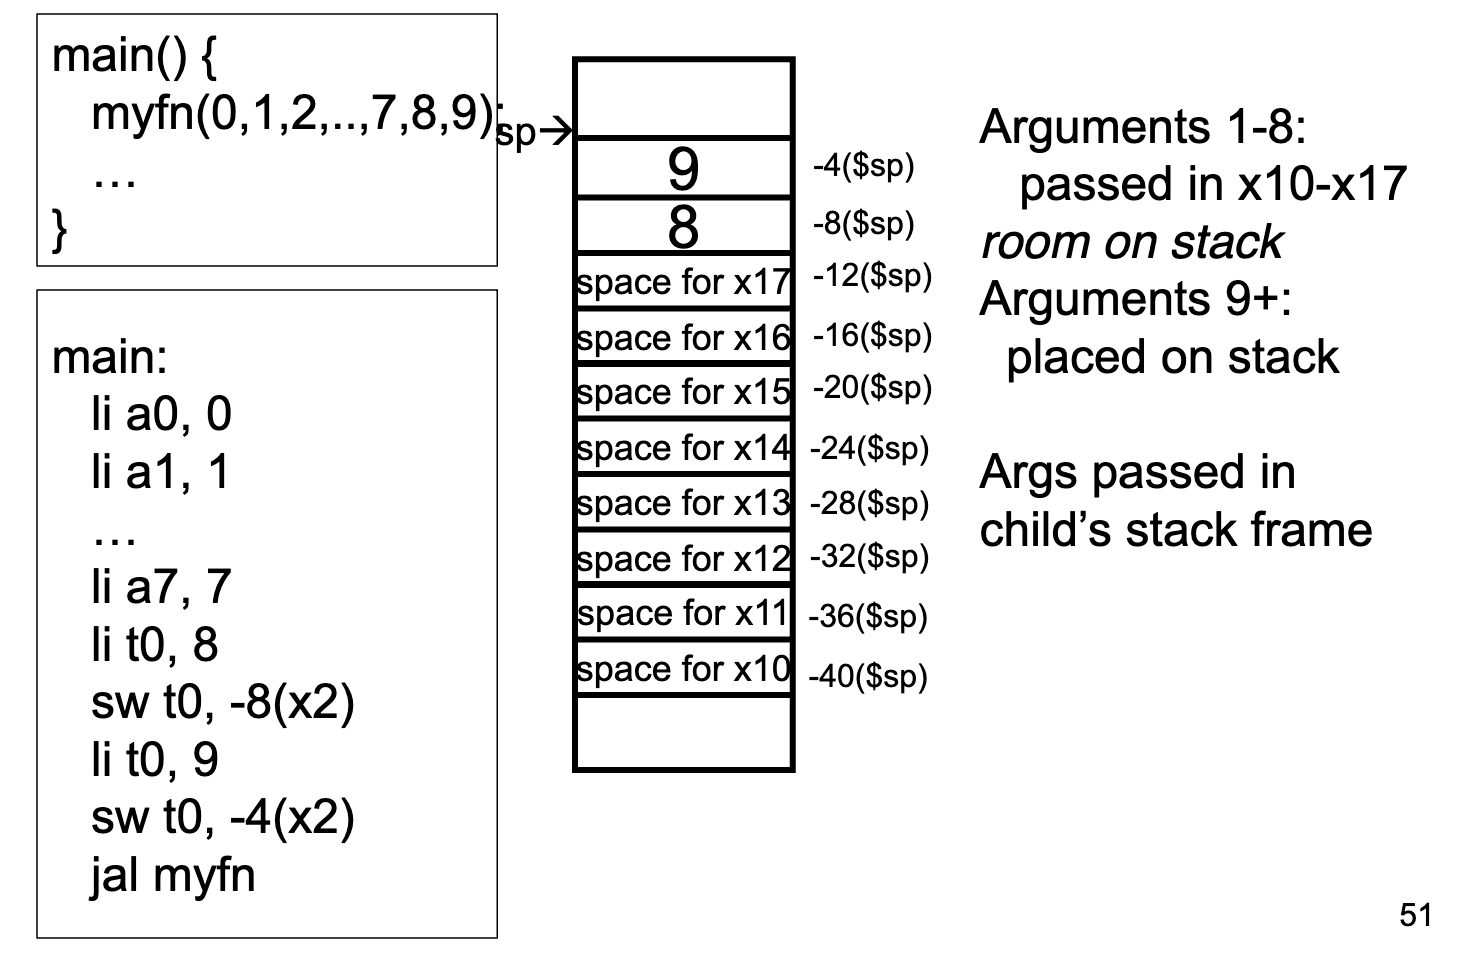 main() {
myfn(0,1,2,..,7,8,9);
…
}
main:
li a0, 0
li a1, 1
…
li a7, 7
li t0, 8
sw t0, -8(x2)
li t0, 9
sw t0, -4(x2)
jal myfn
sp→
9 -4($sp)
8 -8($sp)
space for x17 -12($sp)
space for x16 -16($sp)
space for x15 -20($sp)
space for x14 -24($sp)
space for x13 -28($sp)
space for x12 -32($sp)
space for x11 -36($sp)
space for x10 -40($sp)
Arguments 1-8:
passed in x10-x17
room on stack
Arguments 9+:
placed on stack
Args passed in
child’s stack frame
51